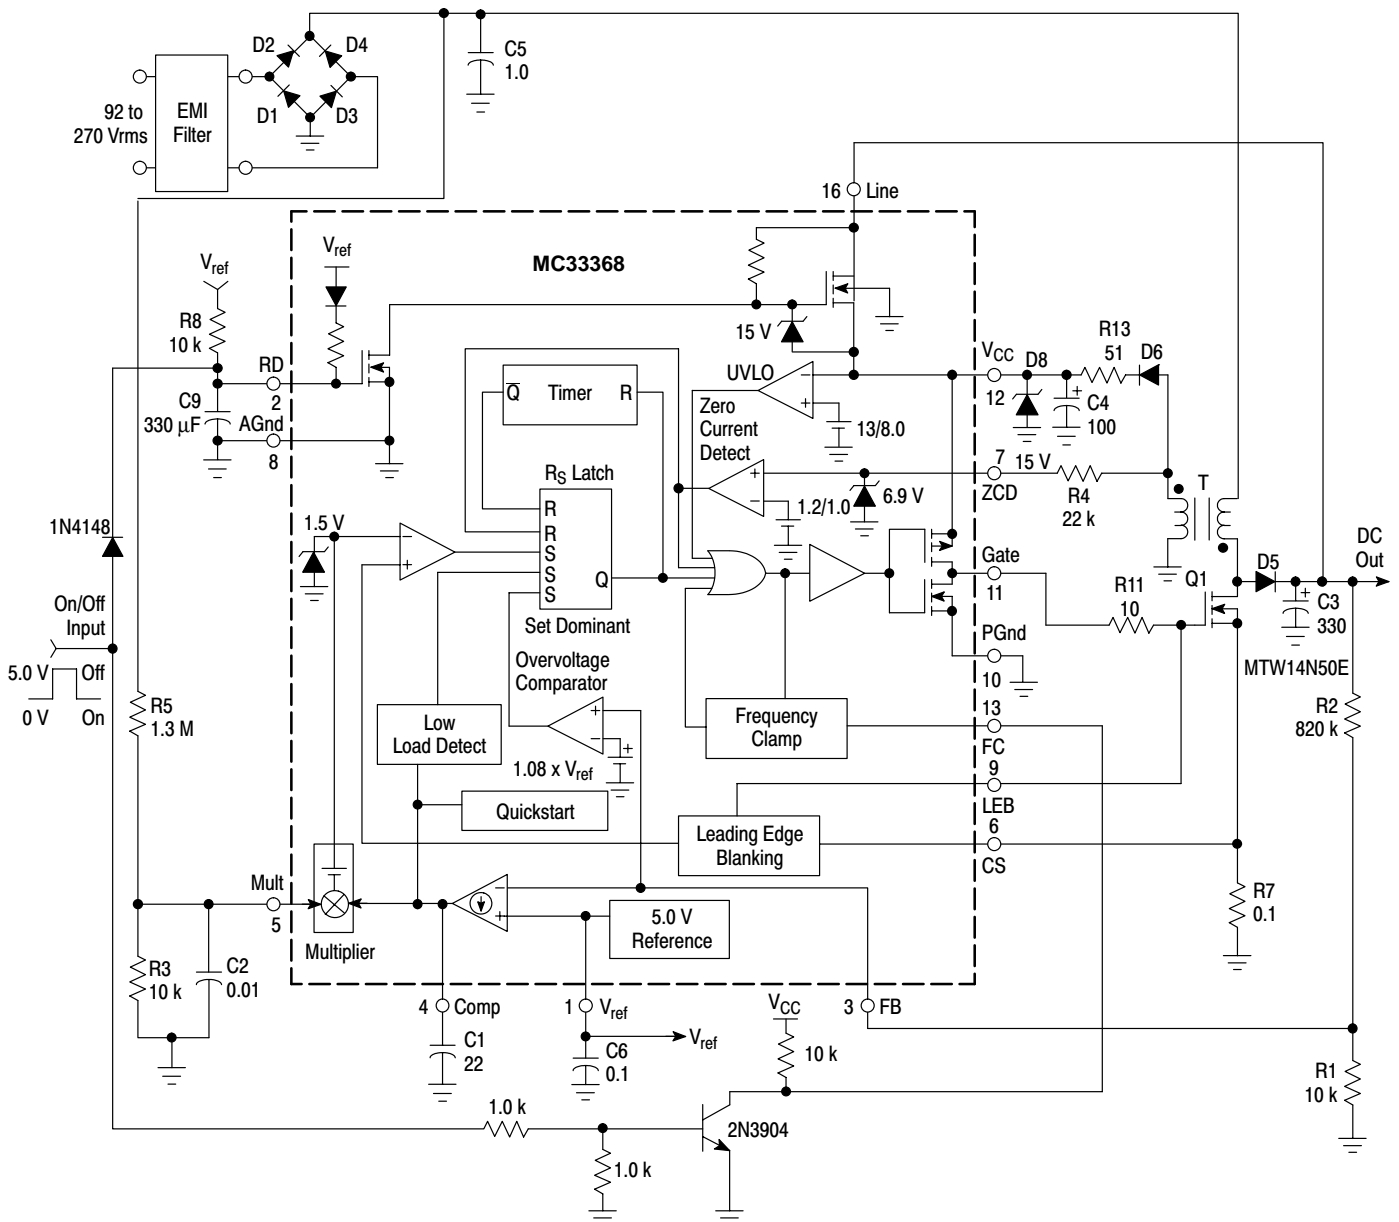 D2
D4
D1
D3
C5
1.0
92 to
270 Vrms
EMI
Filter
16
Line
Vref
Vref
MC33368
R8
10 k
RD
2
C9
330 µF
AGnd
8
15 V
R13
51
D6
UVLO
VCC
D8
12
C4
100
+
Q̅
Timer
R
Zero
Current
Detect
13/8.0
7
15 V
ZCD
R4
22 k
T
RS Latch
1.2/1.0
6.9 V
1N4148
1.5 V
R
R
S
S
S
Q
Set Dominant
Gate
11
R11
10
Q1
D5
DC
Out
C3
330
+
On/Off
Input
5.0 V
Off
0 V
On
PGnd
10
MTW14N50E
Overvoltage
Comparator
R5
1.3 M
Low
Load Detect
1.08 x Vref
Frequency
Clamp
13
FC
R2
820 k
Quickstart
9
LEB
Leading Edge
Blanking
6
CS
Mult
5
R7
0.1
5.0 V
Reference
Multiplier
R3
10 k
C2
0.01
4
Comp
1
Vref
VCC
3
FB
C1
22
C6
0.1
Vref
10 k
R1
10 k
1.0 k
2N3904
1.0 k